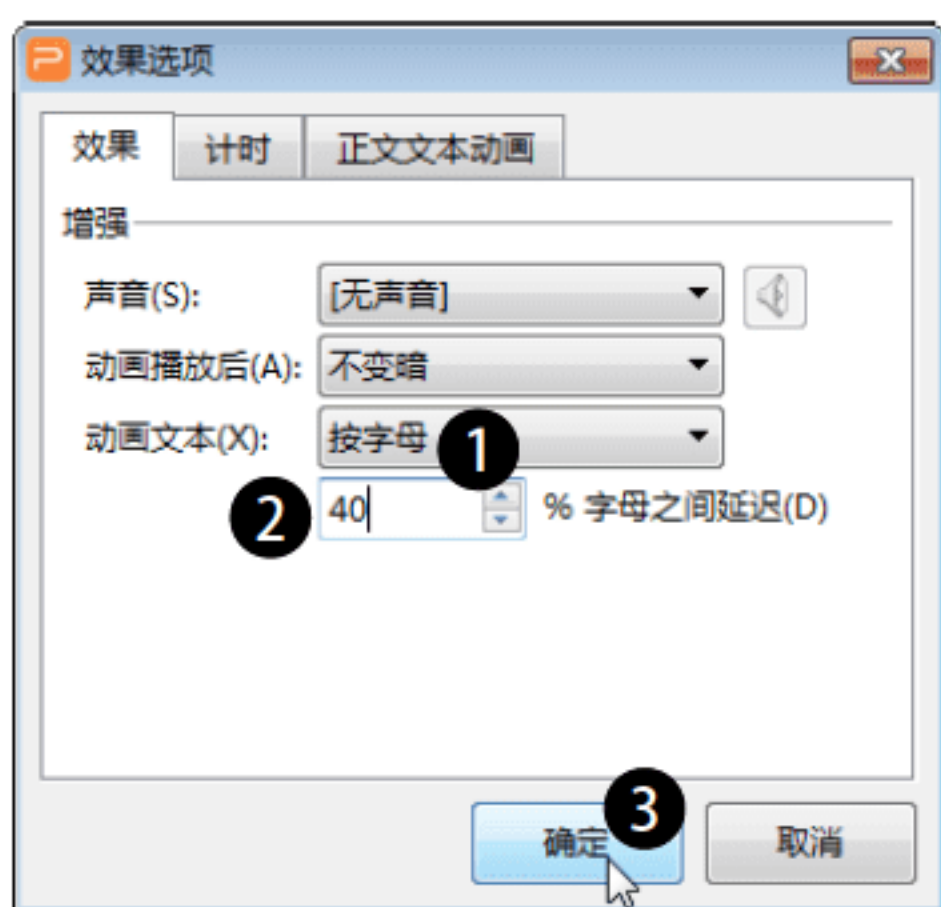 效果选项
效果 计时 正文文本动画
增强
声音(S): [无声音]
动画播放后(A): 不变暗
动画文本(X): 按字母 1
2 40 % 字母之间延迟(D)
确定 3 取消